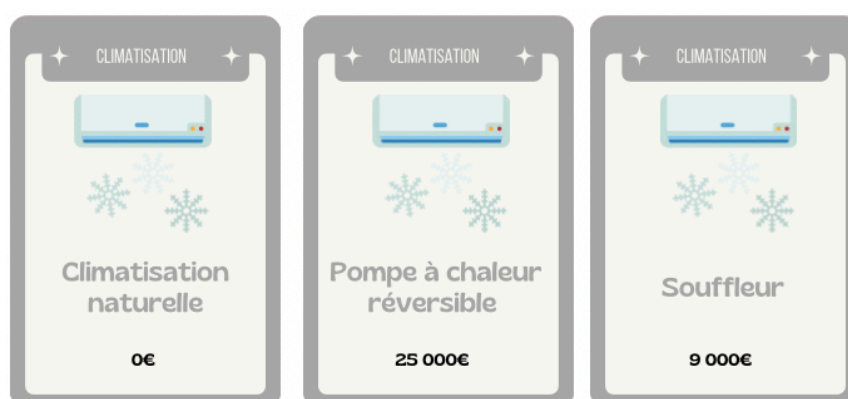 CLIMATISATION
Climatisation
naturelle
0€
CLIMATISATION
Pompe à chaleur
réversible
25 000€
CLIMATISATION
Souffleur
9 000€